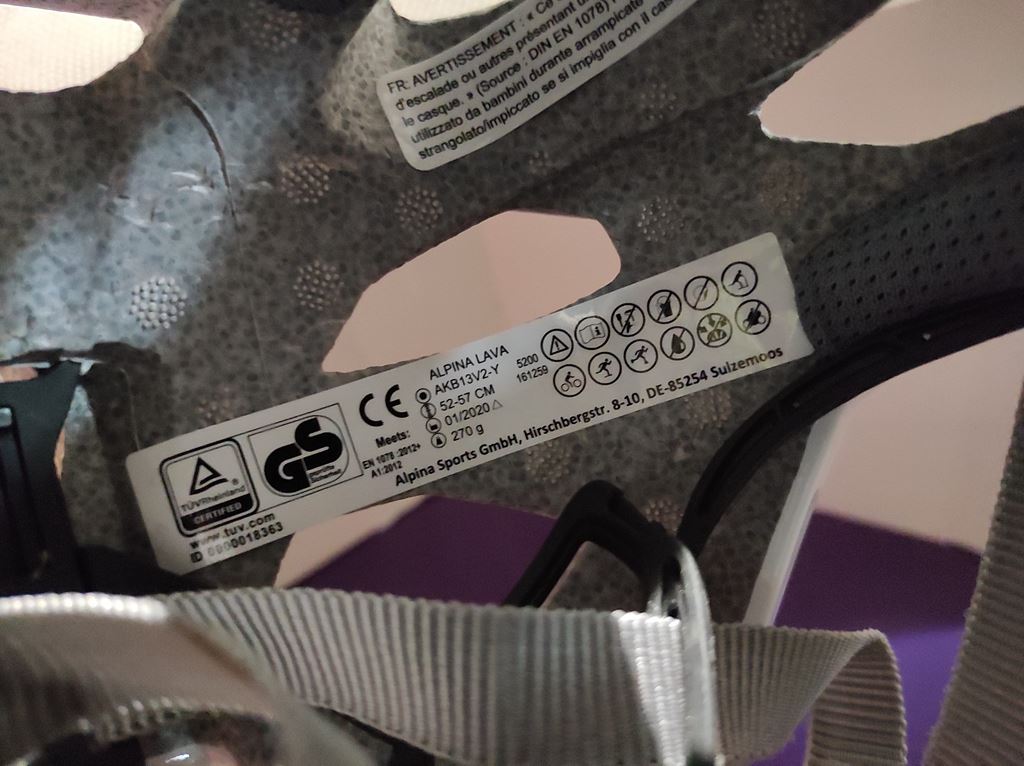 FR: AVERTISSEMENT : « Ce
d'escalade ou autres présentant
le casque. » (Source : DIN EN 1078)
utilizzato da bambini durante arrampicate
strangolato/impiccato se si impiglia con il
ALPINA LAVA
AKB13V2-Y
52-57 CM
01/2020
270 g
5200
161259
CE
Meets:
EN 1078 :2012+
A1:2012
Alpina Sports GmbH, Hirschbergstr. 8-10, DE-85254 Sulzemoos
TÜVRheinland
CERTIFIED
GS
geprüfte
Sicherheit
www.tuv.com
ID 0000018363